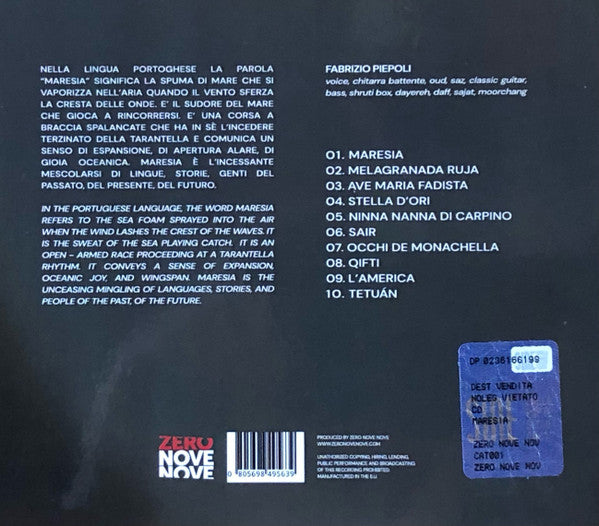 NELLA LINGUA PORTOGHESE LA PAROLA
"MARESIA" SIGNIFICA LA SPUMA DI MARE CHE SI
VAPORIZZA NELL'ARIA QUANDO IL VENTO SFERZA
LA CRESTA DELLE ONDE. E' IL SUDORE DEL MARE
CHE GIOCA A RINCORRERSI. E' UNA CORSA A
BRACCIA SPALANCATE CHE HA IN SÈ L'INCEDERE
TERZINATO DELLA TARANTELLA E COMUNICA UN
SENSO DI ESPANSIONE, DI APERTURA ALARE, DI
GIOIA OCEANICA. MARESIA È L'INCESSANTE
MESCOLARSI DI LINGUE, STORIE, GENTI DEL
PASSATO, DEL PRESENTE, DEL FUTURO.
IN THE PORTUGUESE LANGUAGE, THE WORD MARESIA
REFERS TO THE SEA FOAM SPRAYED INTO THE AIR
WHEN THE WIND LASHES THE CREST OF THE WAVES. IT
IS THE SWEAT OF THE SEA PLAYING CATCH. IT IS AN
OPEN - ARMED RACE PROCEEDING AT A TARANTELLA
RHYTHM. IT CONVEYS A SENSE OF EXPANSION,
OCEANIC JOY, AND WINGSPAN. MARESIA IS THE
UNCEASING MINGLING OF LANGUAGES, STORIES, AND
PEOPLE OF THE PAST, OF THE FUTURE.
FABRIZIO PIEPOLI
voice, chitarra battente, oud, saz, classic guitar,
bass, shruti box, dayereh, daff, sajat, moorchang
01. MARESIA
02. MELAGRANADA RUJA
03. AVE MARIA FADISTA
04. STELLA D'ORI
05. NINNA NANNA DI CARPINO
06. SAIR
07. OCCHI DE MONACHELLA
08. QIFTI
09. L'AMERICA
10. TETUÁN
DP 0236166199
DEST VENDITA
NOLEG VIETATO
CD
MARESIA
ZERO NOVE NOV
CAT001
ZERO NOVE NOV
ZERO
NOVE
NOVE
0 805698 495639
PRODUCED BY ZERO NOVE NOVE
WWW.ZERONOVENOVE.COM
UNAUTHORIZED COPYING, HIRING, LENDING,
PUBLIC PERFORMANCE AND BROADCASTING
OF THIS RECORDING PROHIBITED
MANUFACTURED IN THE E.U.